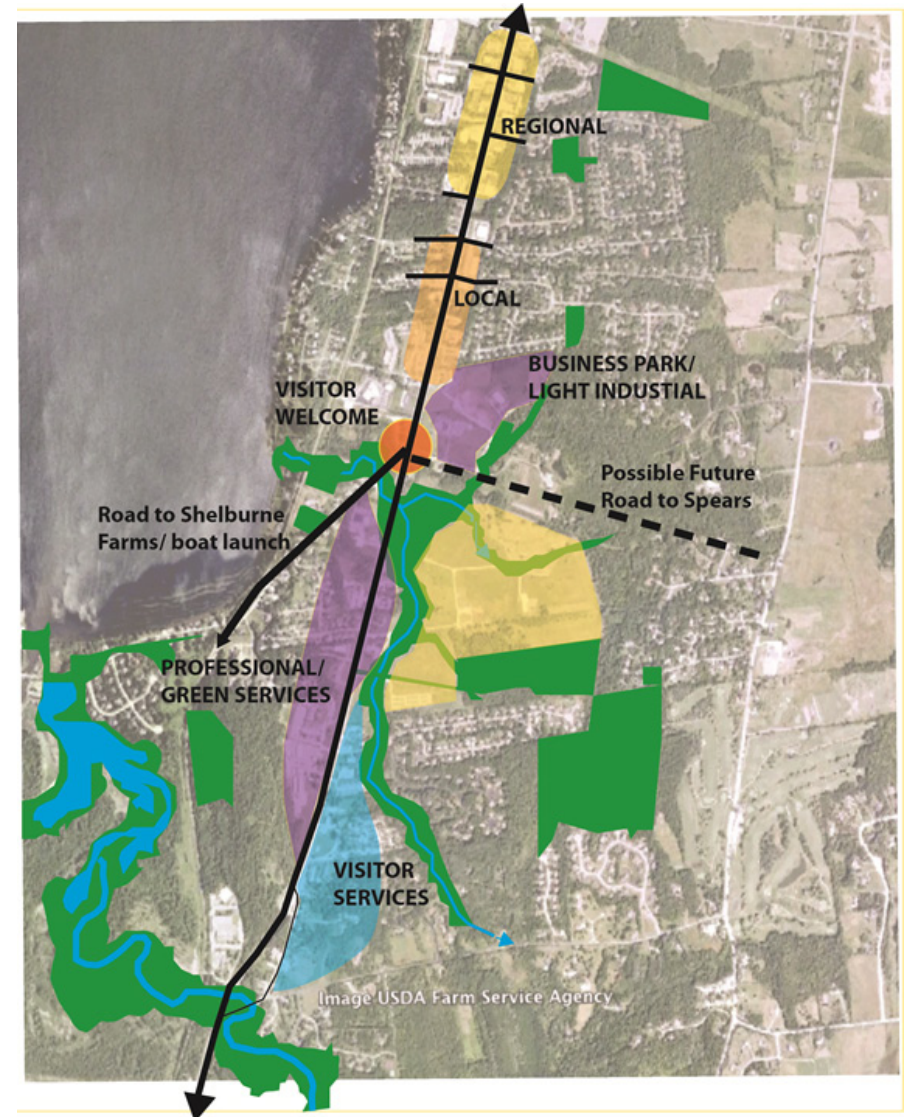 REGIONAL
LOCAL
BUSINESS PARK/
LIGHT INDUSTIAL
VISITOR
WELCOME
Possible Future
Road to Spears
Road to Shelburne
Farms/ boat launch
PROFESSIONAL/
GREEN SERVICES
VISITOR
SERVICES
Image USDA Farm Service Agency